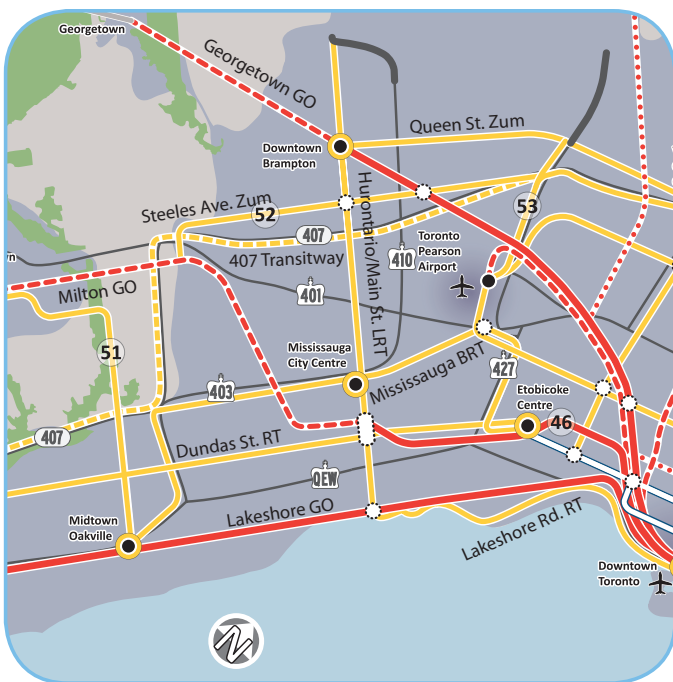 Georgetown
Georgetown GO
Queen St. Zum
Downtown
Brampton
Steeles Ave. Zum
52
53
407
Hurontario/Main St. LRT
Toronto
Pearson
Airport
410
407 Transitway
n
Milton GO
401
51
Mississauga
City Centre
Mississauga BRT
427
403
Etobicoke
Centre
46
407
Dundas St. RT
QEW
Lakeshore GO
Midtown
Oakville
Lakeshore Rd. RT
Downtown
Toronto
N